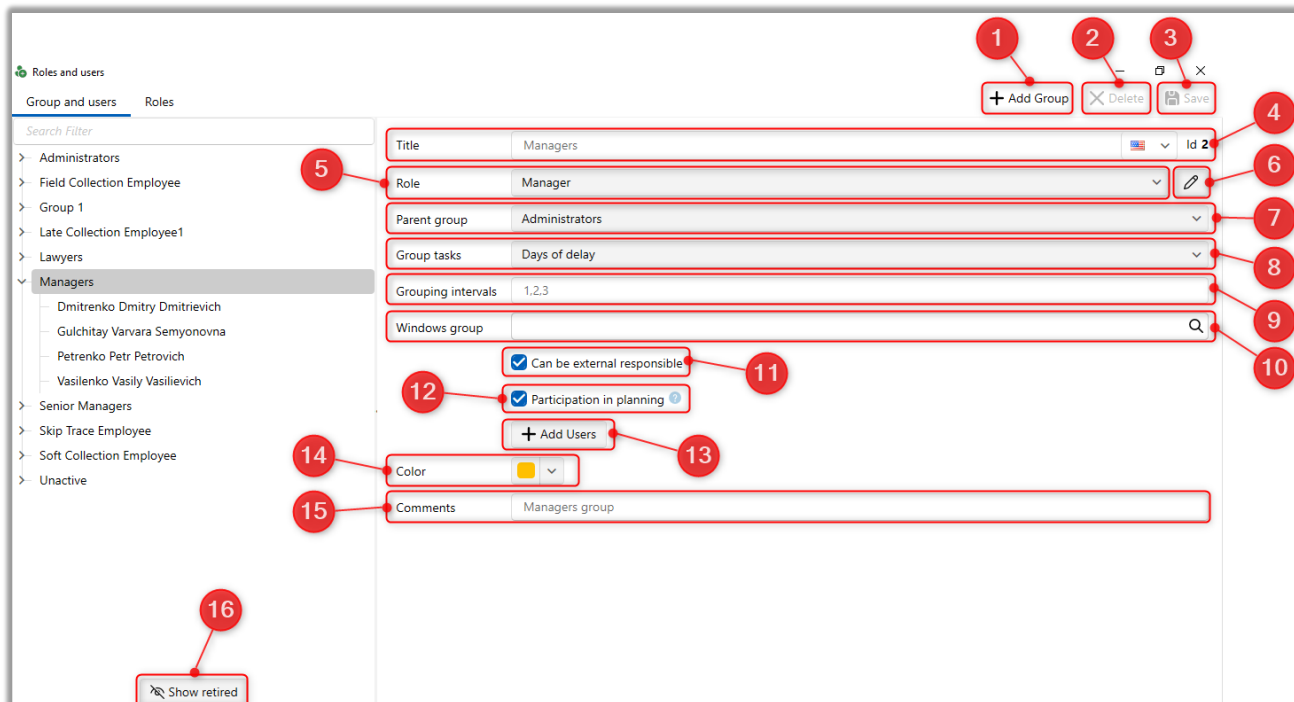 1
2
3
Roles and users
Group and users Roles
+ Add Group Delete Save
Search Filter
4
Title Managers Id 2
Administrators
5
6
Field Collection Employee
Role Manager
Group 1
Parent group Administrators
7
Late Collection Employee1
Lawyers
Group tasks Days of delay
8
Managers
Grouping intervals 1,2,3
9
Dmitrenko Dmitry Dmitrievich
Gulchitay Varvara Semyonovna
Windows group
10
Petrenko Petr Petrovich
Can be external responsible
11
Vasilenko Vasily Vasilievich
12
Participation in planning ?
Senior Managers
Skip Trace Employee
+ Add Users
13
Soft Collection Employee
14
Color
Unactive
15
Comments Managers group
16
Show retired